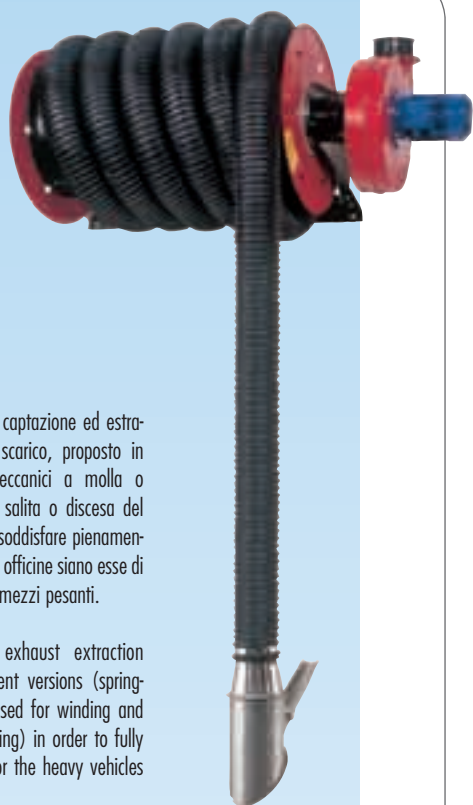 captazione ed estra-
scarico, proposto in
eccanici a molla o
salita o discesa del
soddisfare pienamen-
officine siano esse di
mezzi pesanti.
exhaust extraction
ent versions (spring-
sed for winding and
ing) in order to fully
or the heavy vehicles